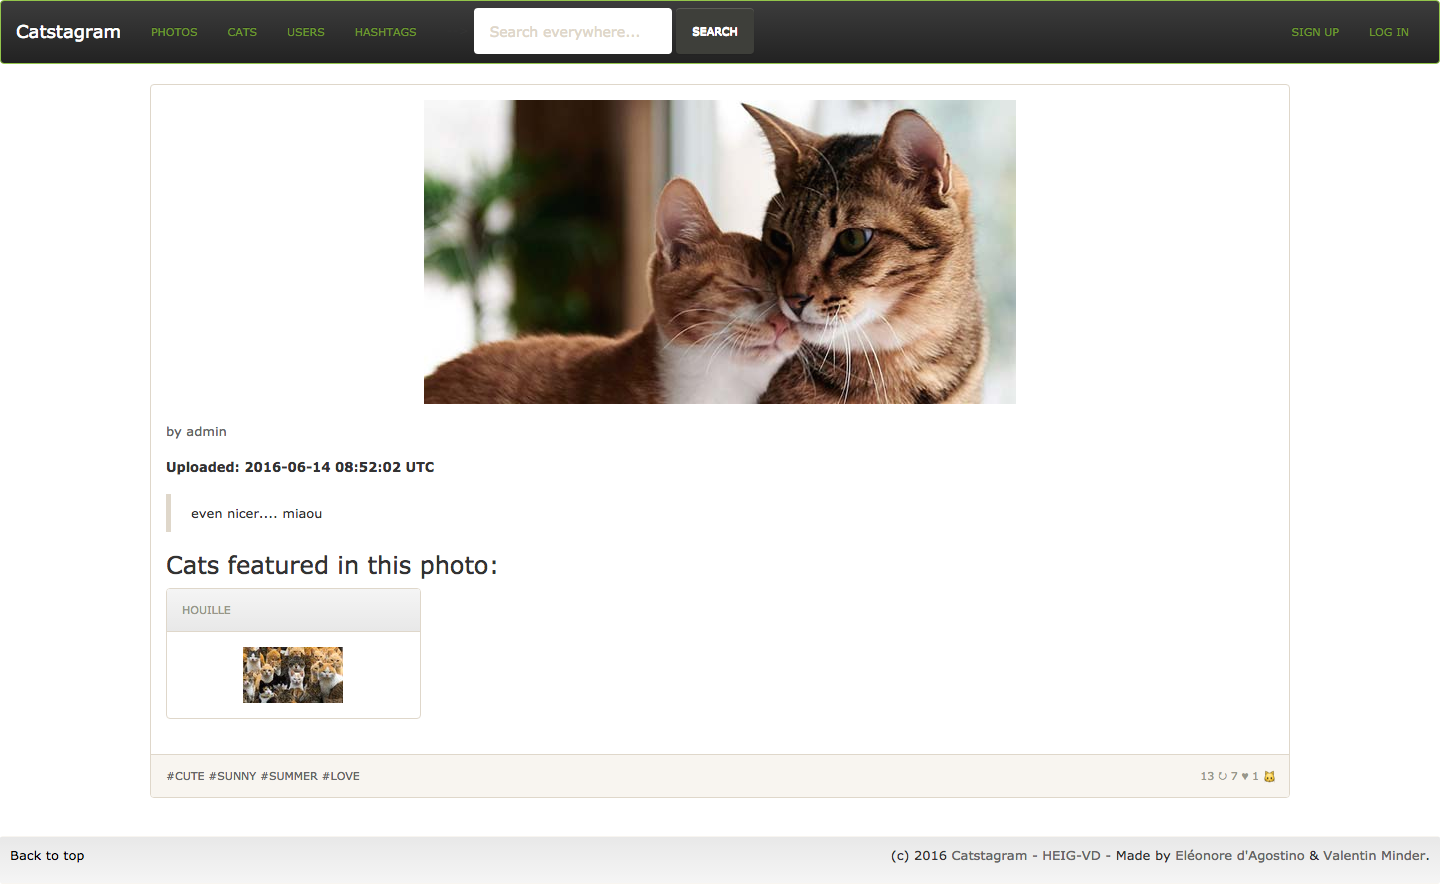 Catstagram PHOTOS CATS USERS HASHTAGS Search everywhere... SEARCH SIGN UP LOG IN
by admin
Uploaded: 2016-06-14 08:52:02 UTC
even nicer.... miaou
Cats featured in this photo:
HOUILLE
#CUTE #SUNNY #SUMMER #LOVE 13 ↻ 7 ♥ 1 🐱
Back to top (c) 2016 Catstagram - HEIG-VD - Made by Eléonore d'Agostino & Valentin Minder.